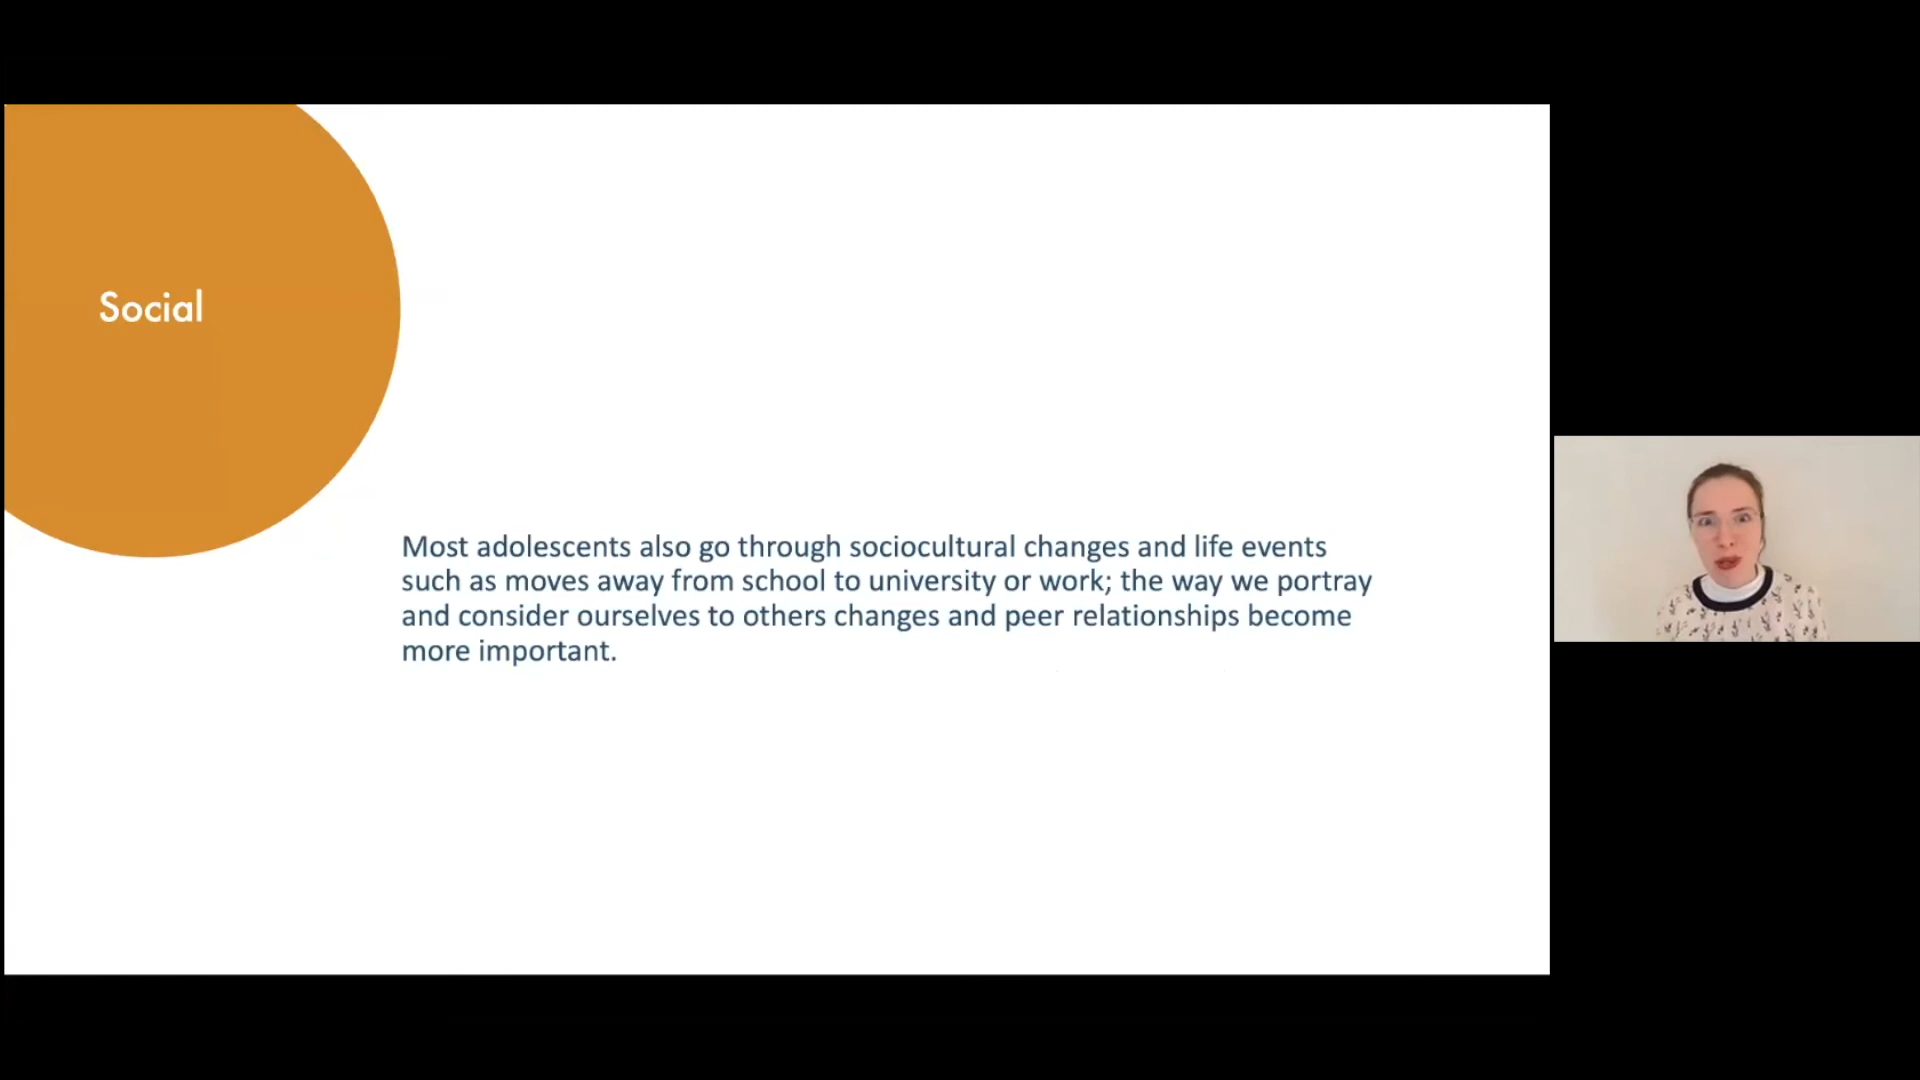 Social
Most adolescents also go through sociocultural changes and life events
such as moves away from school to university or work; the way we portray
and consider ourselves to others changes and peer relationships become
more important.